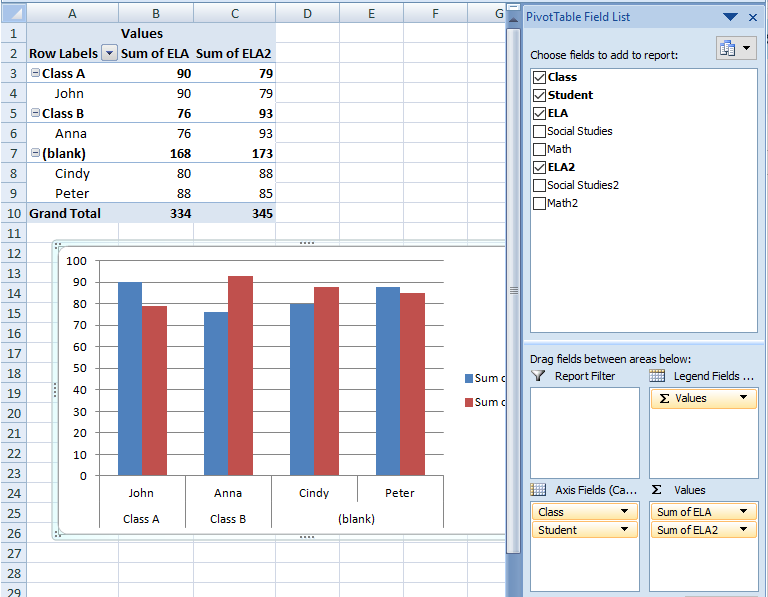 A B C D E F G
1 Values
2 Row Labels Sum of ELA Sum of ELA2
3 Class A 90 79
4 John 90 79
5 Class B 76 93
6 Anna 76 93
7 (blank) 168 173
8 Cindy 80 88
9 Peter 88 85
10 Grand Total 334 345
11
12
13
14
15
16
17
18
19
20
21
22
23
24
25
26
27
28
29
100
90
80
70
60
50
40
30
20
10
0
John Anna Cindy Peter
Class A Class B (blank)
Sum o
Sum o
PivotTable Field List
Choose fields to add to report:
Class
Student
ELA
Social Studies
Math
ELA2
Social Studies2
Math2
Drag fields between areas below:
Report Filter Legend Fields ...
Σ Values
Axis Fields (Ca... Σ Values
Class Sum of ELA
Student Sum of ELA2